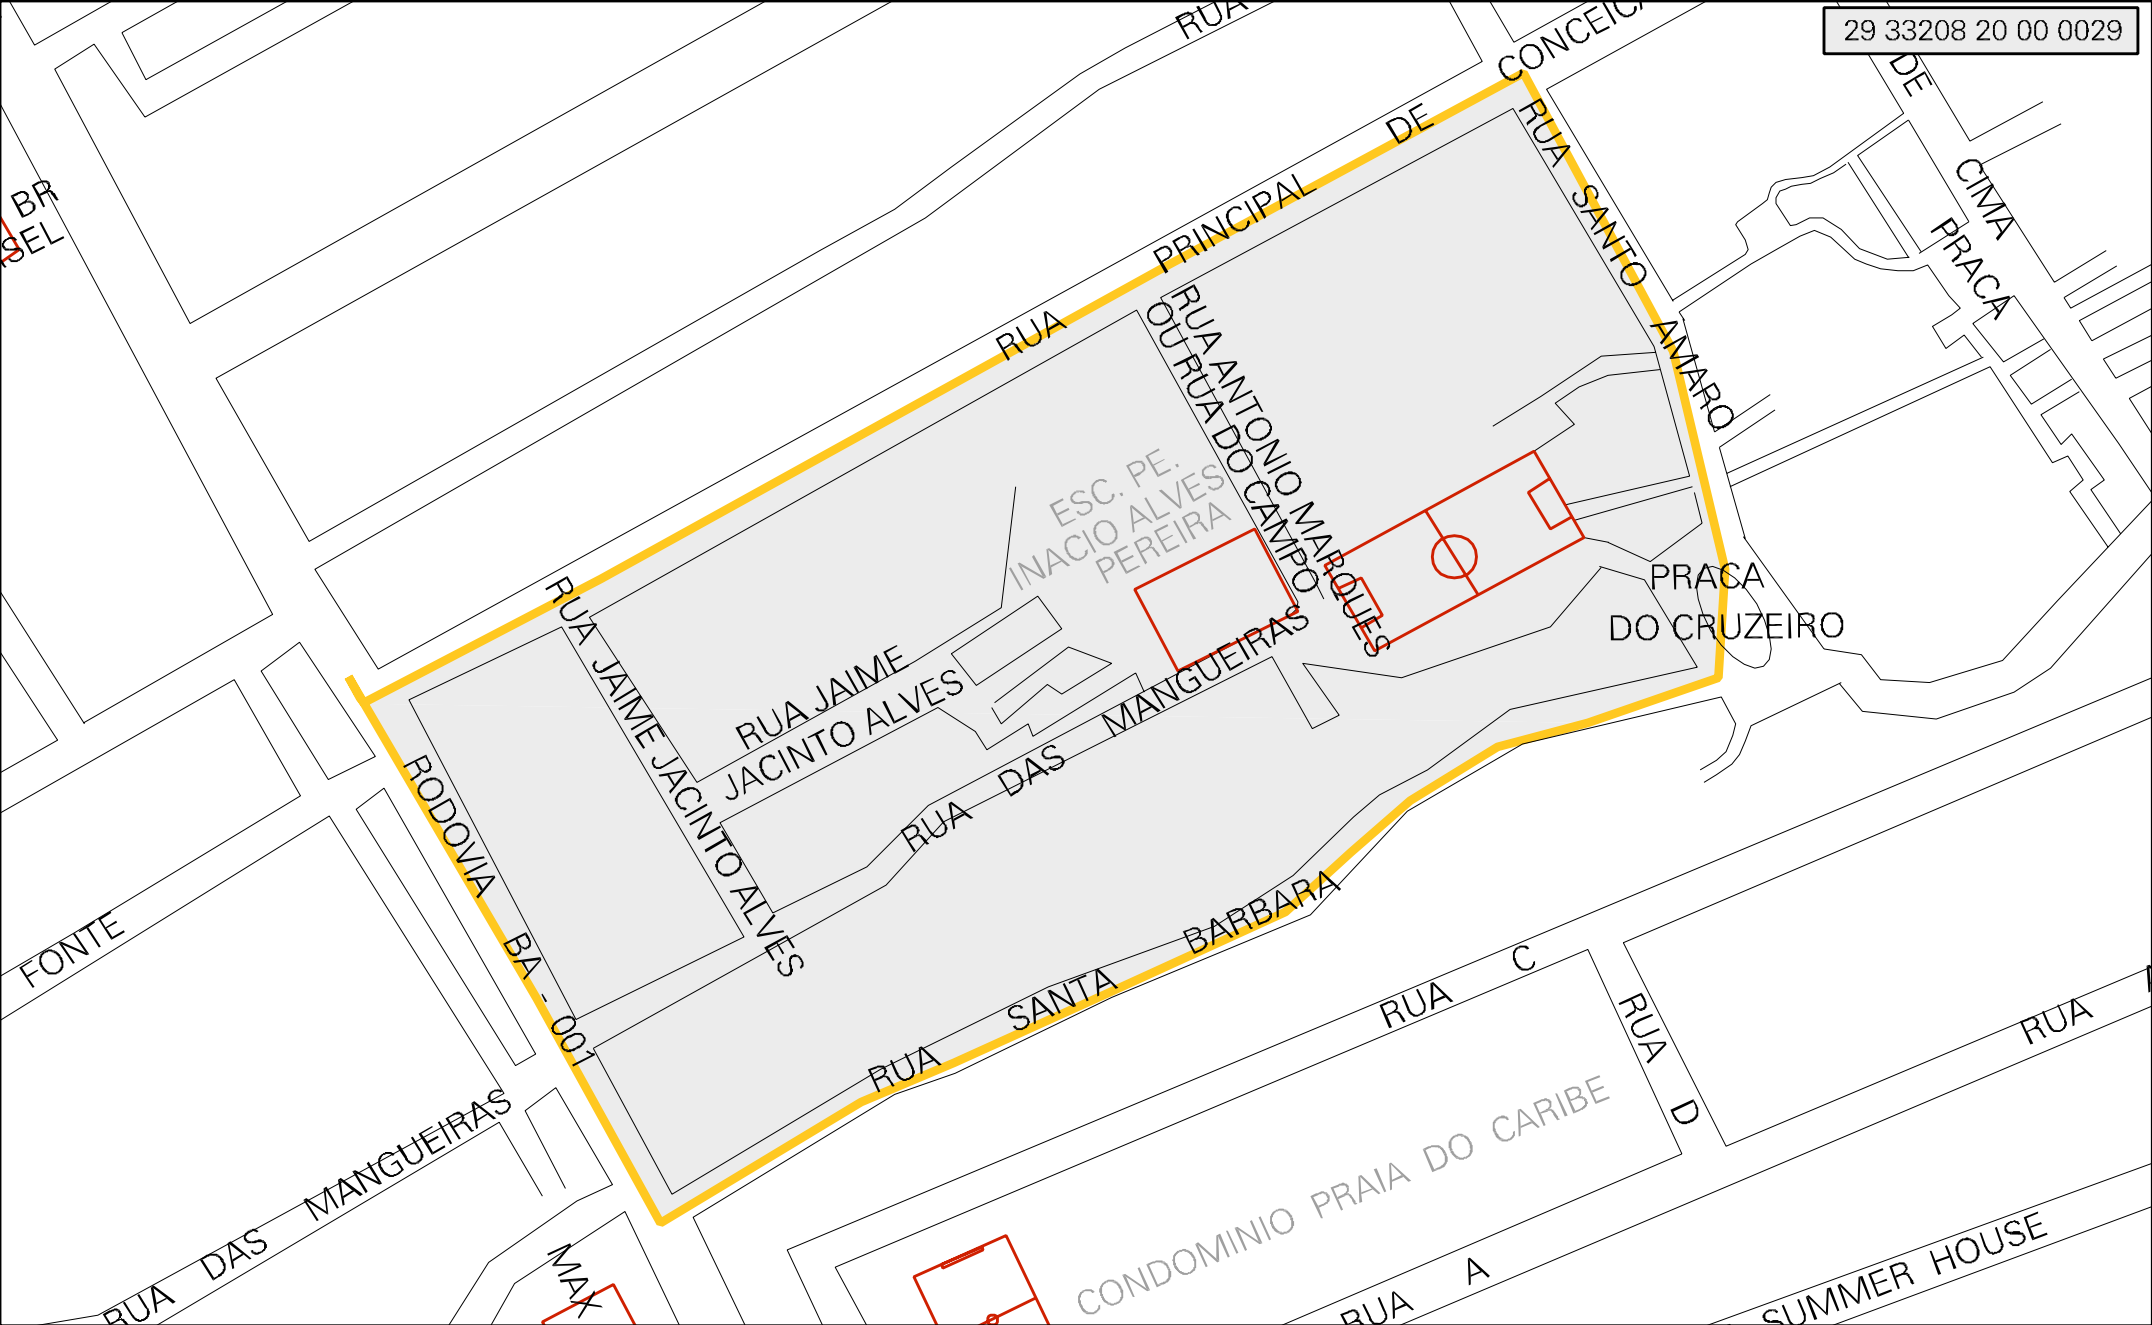 29 33208 20 00 0029
RUA
CONCEIC
DE
BR
SEL
RUA PRINCIPAL DE
RUA SANTO AMARO
CIMA
PRACA
RUA ANTONIO MARQUES
OU RUA DO CAMPO
ESC. PE.
INACIO ALVES
PEREIRA
PRACA
DO CRUZEIRO
RUA JAIME JACINTO ALVES
RUA JAIME
JACINTO ALVES
RUA DAS MANGUEIRAS
RODOVIA BA - 001
FONTE
RUA SANTA BARBARA
RUA C
RUA D
RUA
RUA DAS MANGUEIRAS
CONDOMINIO PRAIA DO CARIBE
MAX
RUA A
SUMMER HOUSE